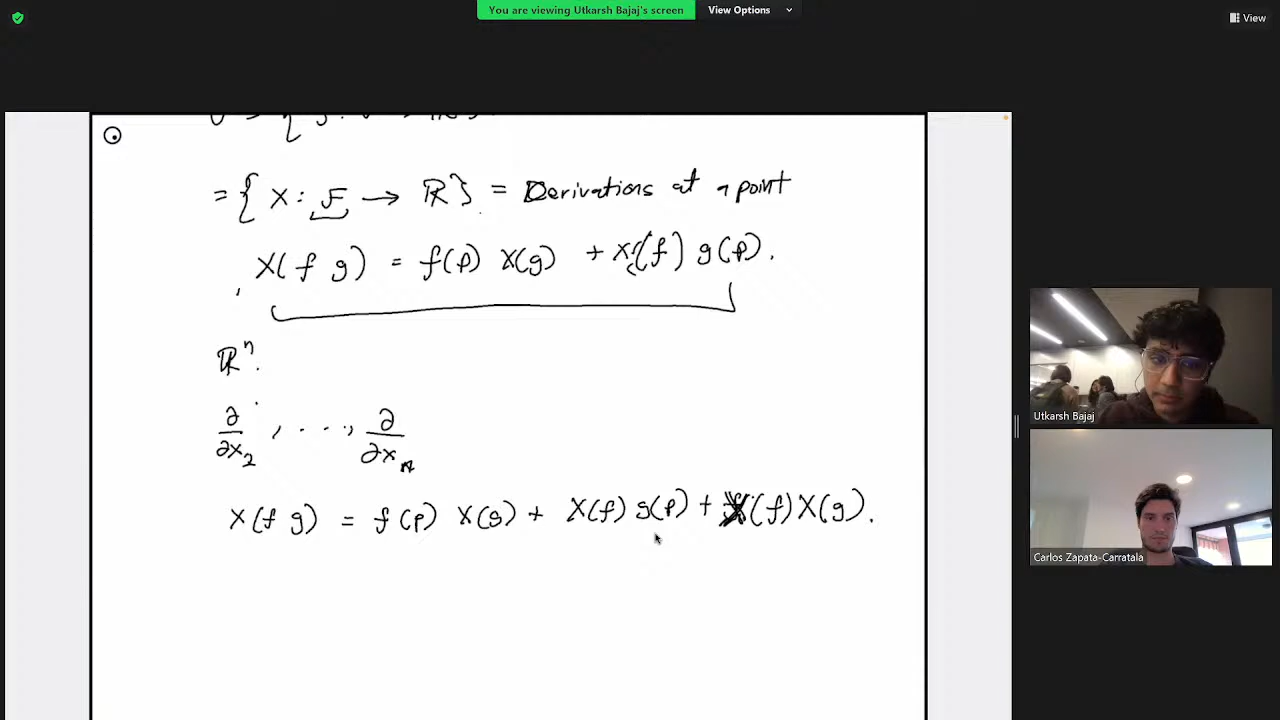 You are viewing Utkarsh Bajaj's screen
View Options
View
= { X : F → ℝ } = Derivations at a point
X(f g) = f(p) X(g) + X(f) g(p).
ℝⁿ.
∂/∂x₂ , . . . , ∂/∂xₙ
X(f g) = f(p) X(g) + X(f) g(p) + X(f) X(g).
Utkarsh Bajaj
Carlos Zapata-Carratalá